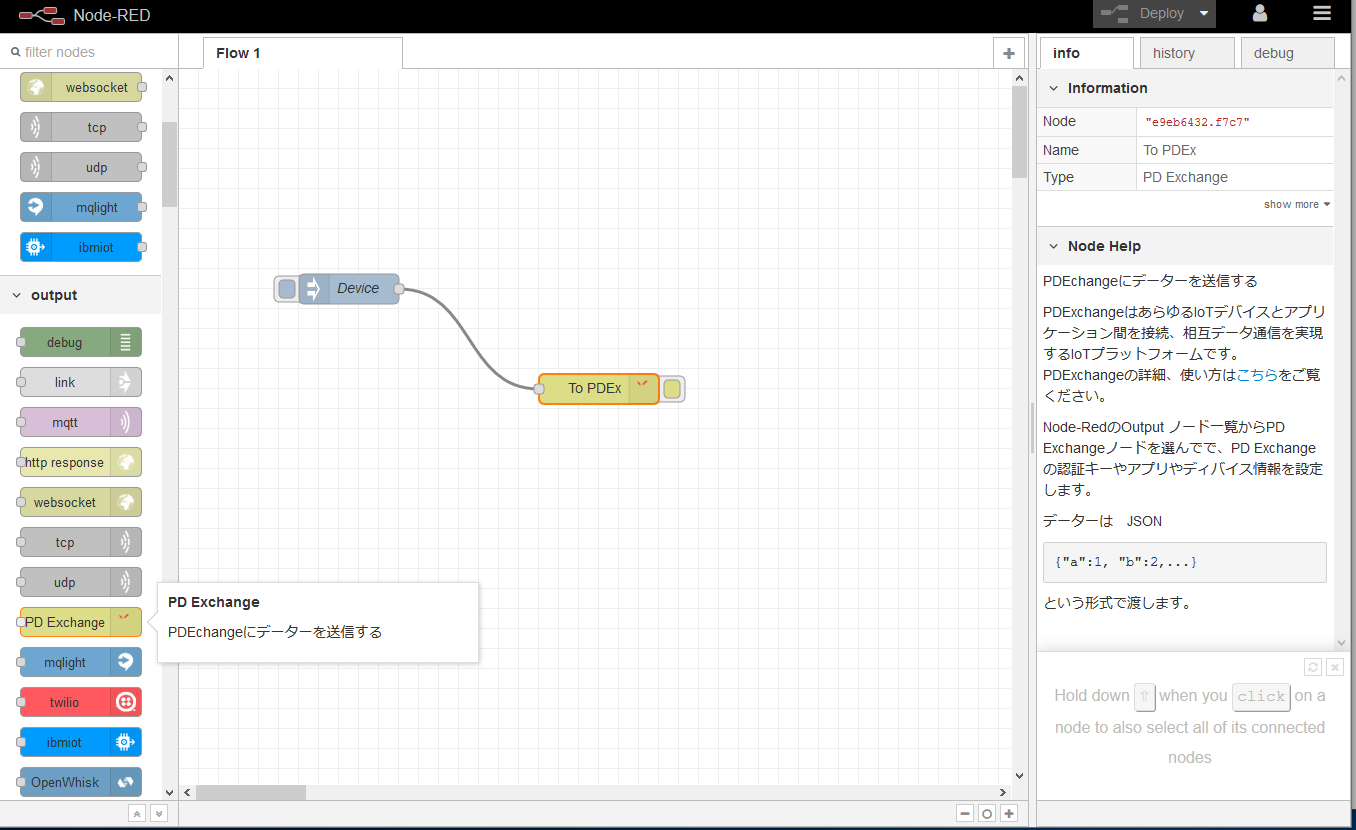 Node-RED
Deploy
filter nodes
Flow 1
info
history
debug
websocket
tcp
udp
mqlight
ibmiot
output
debug
link
mqtt
http response
websocket
tcp
udp
PD Exchange
mqlight
twilio
ibmiot
OpenWhisk
Device
To PDEx
PD Exchange
PDEchangeにデーターを送信する
Information
Node "e9eb6432.f7c7"
Name To PDEx
Type PD Exchange
show more
Node Help
PDEchangeにデーターを送信する
PDExchangeはあらゆるIoTデバイスとアプリ
ケーション間を接続、相互データ通信を実現
するIoTプラットフォームです。
PDExchangeの詳細、使い方はこちらをご覧
ください。
Node-RedのOutput ノード一覧からPD
Exchangeノードを選んでで、PD Exchange
の認証キーやアプリやディバイス情報を設定
します。
データーは　JSON
{"a":1, "b":2,...}
という形式で渡します。
Hold down ⇧ when you click on a
node to also select all of its connected
nodes